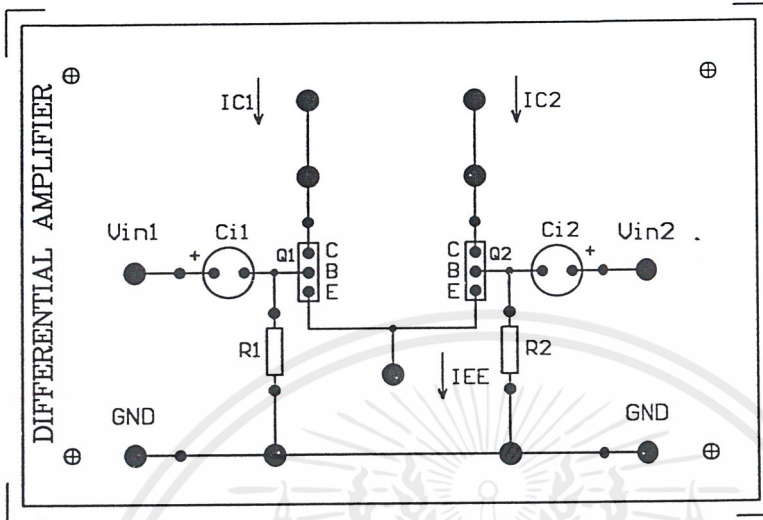 DIFFERENTIAL AMPLIFIER
IC1
IC2
Vin1
Ci1
+
Q1
C
B
E
C
B
E
Q2
Ci2
+
Vin2
R1
R2
IEE
GND
GND